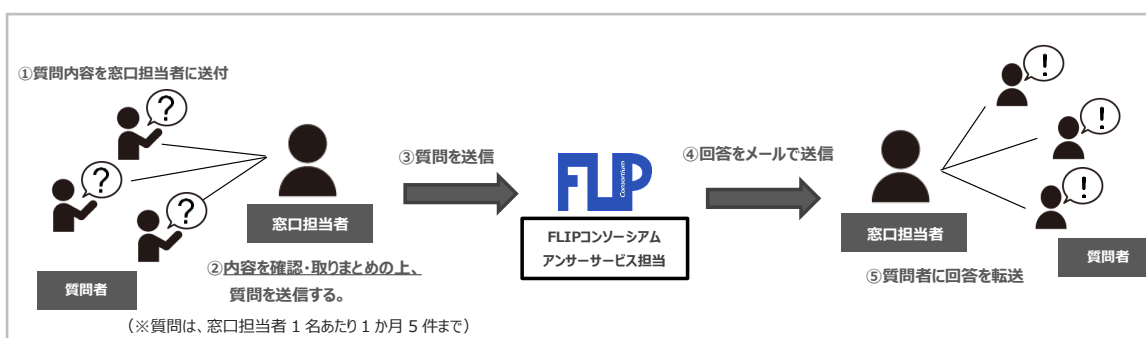 ①質問内容を窓口担当者に送付
?
?
?
質問者
窓口担当者
②内容を確認・取りまとめの上、
質問を送信する。
(※質問は、窓口担当者 1 名あたり 1 か月 5 件まで)
③質問を送信
FLIP
Consortium
FLIPコンソーシアム
アンサーサービス担当
④回答をメールで送信
窓口担当者
⑤質問者に回答を転送
!
!
!
質問者